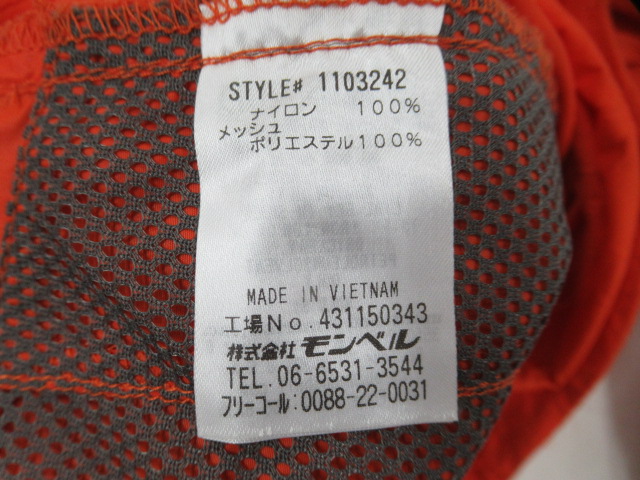 STYLE# 1103242
ナイロン 100%
メッシュ
ポリエステル100%
MADE IN VIETNAM
工場No.431150343
株式会社 モンベル
TEL.06-6531-3544
フリーコール:0088-22-0031